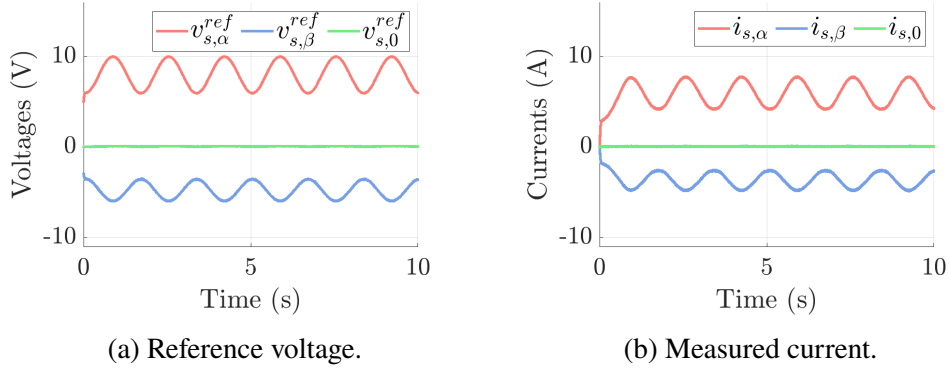 v_{s,α}^{ref} v_{s,β}^{ref} v_{s,0}^{ref}
10
0
-10
Voltages (V)
0 5 10
Time (s)
(a) Reference voltage.
i_{s,α} i_{s,β} i_{s,0}
10
0
-10
Currents (A)
0 5 10
Time (s)
(b) Measured current.